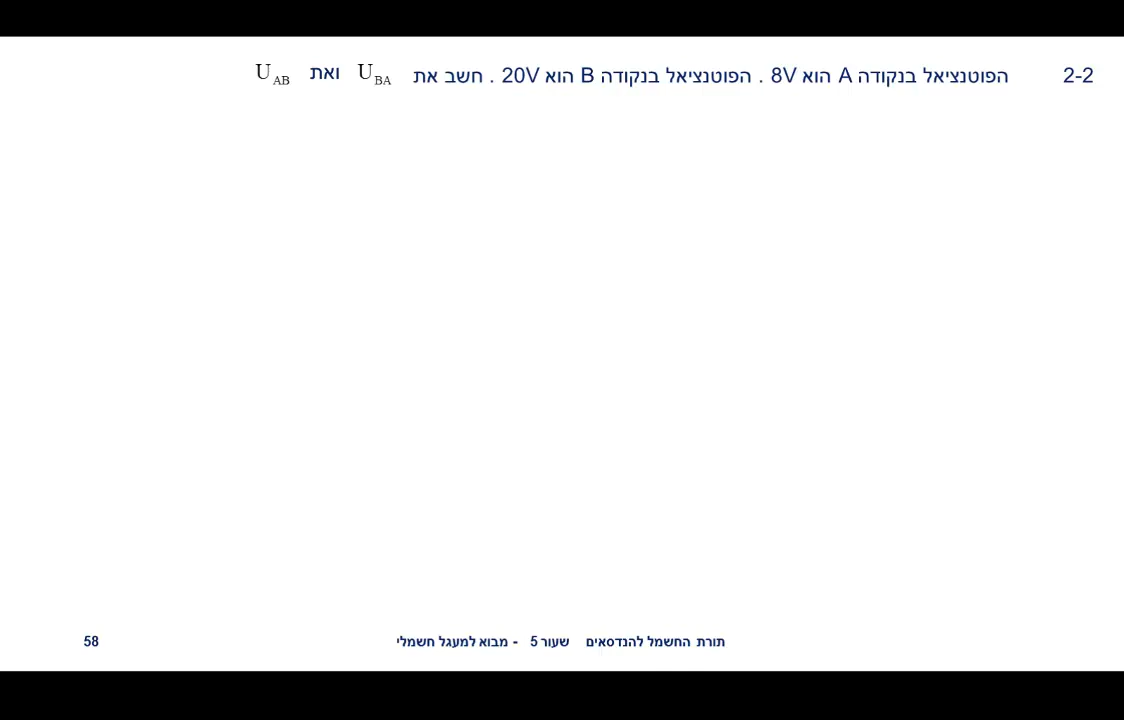 2-2 הפוטנציאל בנקודה A הוא 8V . הפוטנציאל בנקודה B הוא 20V . חשב את U_BA ואת U_AB
תורת החשמל להנדסאים שעור 5 - מבוא למעגל חשמלי 58